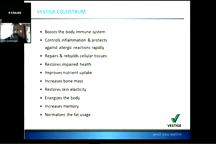 VESTIGE COLOSTRUM
• Boosts the body immune system
• Controls inflammation & protects
against allergic reactions rapidly
• Repairs & rebuilds cellular tissues
• Restores impaired health
• Improves nutrient uptake
• Increases bone mass
• Restores skin elasticity
• Energizes the body
• Increases memory
• Normalizes the fat usage
VESTIGE